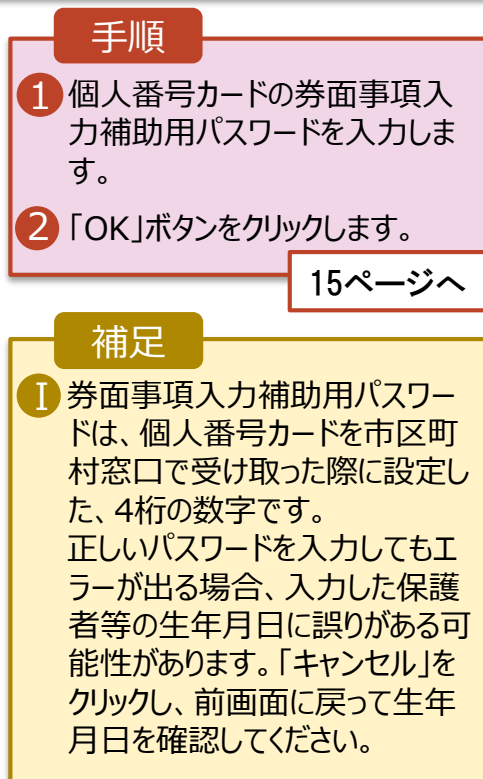 手順
1 個人番号カードの券面事項入
力補助用パスワードを入力しま
す。
2 「OK」ボタンをクリックします。
15ページへ
補足
I 券面事項入力補助用パスワー
ドは、個人番号カードを市区町
村窓口で受け取った際に設定し
た、4桁の数字です。
正しいパスワードを入力してもエ
ラーが出る場合、入力した保護
者等の生年月日に誤りがある可
能性があります。「キャンセル」を
クリックし、前画面に戻って生年
月日を確認してください。